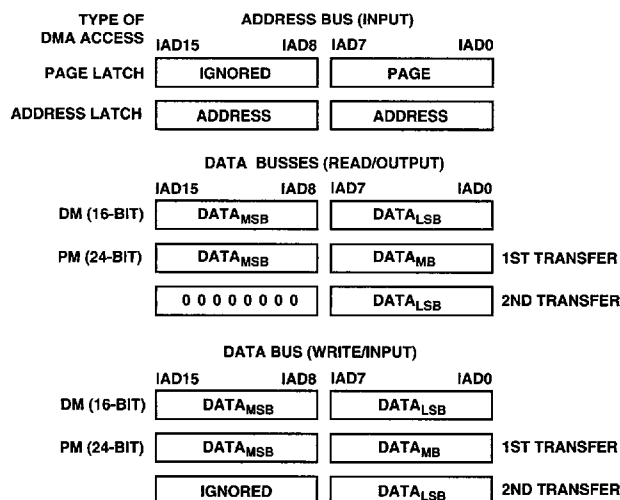 TYPE OF DMA ACCESS
ADDRESS BUS (INPUT)
IAD15 IAD8 IAD7 IAD0
PAGE LATCH IGNORED PAGE
ADDRESS LATCH ADDRESS ADDRESS
DATA BUSSES (READ/OUTPUT)
IAD15 IAD8 IAD7 IAD0
DM (16-BIT) DATAMSB DATALSB
PM (24-BIT) DATAMSB DATAMB 1ST TRANSFER
0 0 0 0 0 0 0 0 DATALSB 2ND TRANSFER
DATA BUS (WRITE/INPUT)
IAD15 IAD8 IAD7 IAD0
DM (16-BIT) DATAMSB DATALSB
PM (24-BIT) DATAMSB DATAMB 1ST TRANSFER
IGNORED DATALSB 2ND TRANSFER